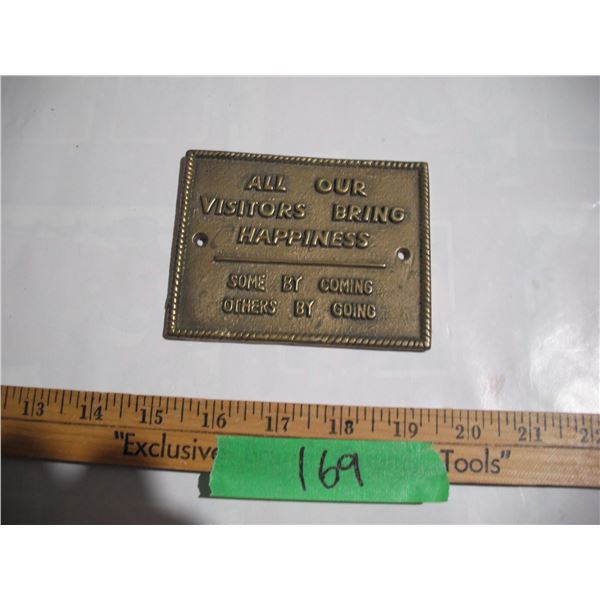 ALL OUR
VISITORS BRING
HAPPINESS
SOME BY COMING
OTHERS BY GOING
13 14 15 16 17 18 19 20 21 22
"Exclusive Tools"
169